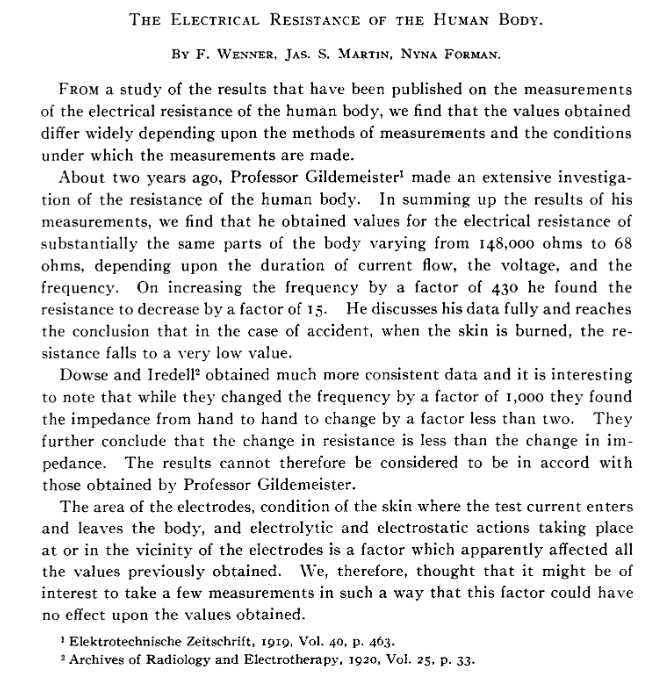 THE ELECTRICAL RESISTANCE OF THE HUMAN BODY.
BY F. WENNER, JAS. S. MARTIN, NYNA FORMAN.
FROM a study of the results that have been published on the measurements
of the electrical resistance of the human body, we find that the values obtained
differ widely depending upon the methods of measurements and the conditions
under which the measurements are made.
About two years ago, Professor Gildemeister¹ made an extensive investiga-
tion of the resistance of the human body. In summing up the results of his
measurements, we find that he obtained values for the electrical resistance of
substantially the same parts of the body varying from 148,000 ohms to 68
ohms, depending upon the duration of current flow, the voltage, and the
frequency. On increasing the frequency by a factor of 430 he found the
resistance to decrease by a factor of 15. He discusses his data fully and reaches
the conclusion that in the case of accident, when the skin is burned, the re-
sistance falls to a very low value.
Dowse and Iredell² obtained much more consistent data and it is interesting
to note that while they changed the frequency by a factor of 1,000 they found
the impedance from hand to hand to change by a factor less than two. They
further conclude that the change in resistance is less than the change in im-
pedance. The results cannot therefore be considered to be in accord with
those obtained by Professor Gildemeister.
The area of the electrodes, condition of the skin where the test current enters
and leaves the body, and electrolytic and electrostatic actions taking place
at or in the vicinity of the electrodes is a factor which apparently affected all
the values previously obtained. We, therefore, thought that it might be of
interest to take a few measurements in such a way that this factor could have
no effect upon the values obtained.
¹ Elektrotechnische Zeitschrift, 1919, Vol. 40, p. 463.
² Archives of Radiology and Electrotherapy, 1920, Vol. 25, p. 33.